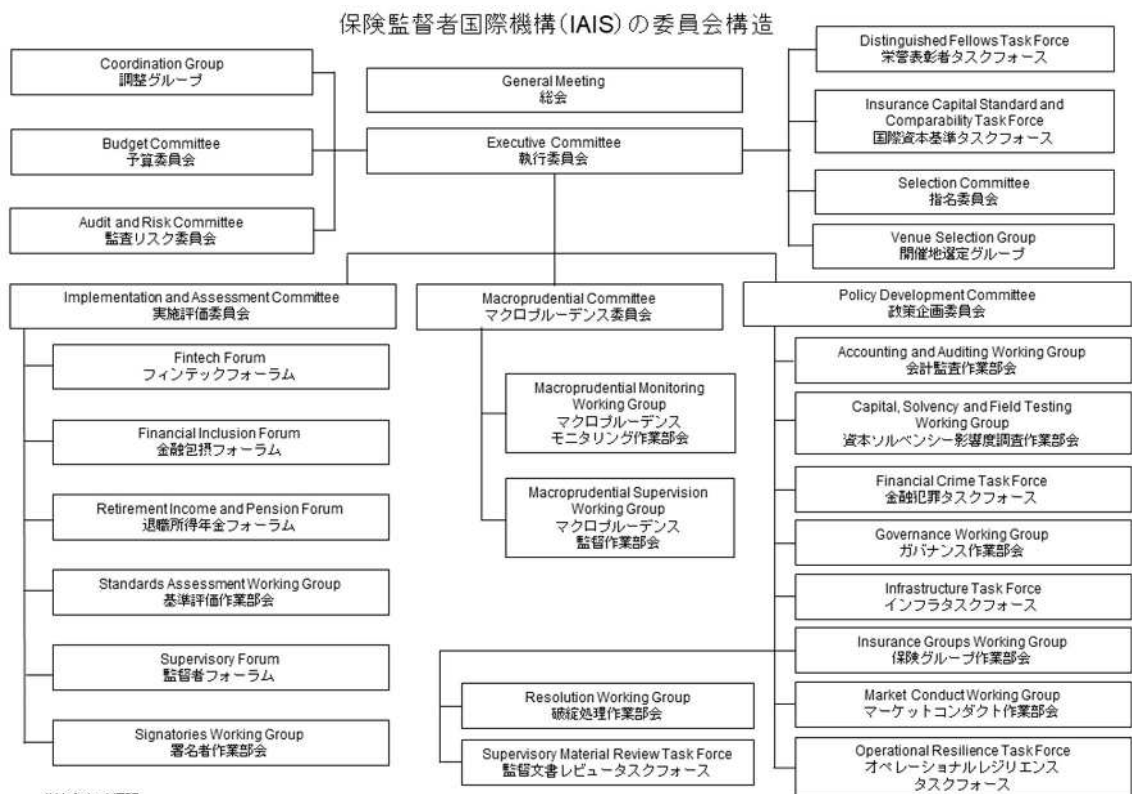 保険監督者国際機構(IAIS)の委員会構造
Coordination Group
調整グループ
Budget Committee
予算委員会
Audit and Risk Committee
監査リスク委員会
General Meeting
総会
Executive Committee
執行委員会
Distinguished Fellows Task Force
栄誉表彰者タスクフォース
Insurance Capital Standard and
Comparability Task Force
国際資本基準タスクフォース
Selection Committee
指名委員会
Venue Selection Group
開催地選定グループ
Implementation and Assessment Committee
実施評価委員会
Fintech Forum
フィンテックフォーラム
Financial Inclusion Forum
金融包摂フォーラム
Retirement Income and Pension Forum
退職所得年金フォーラム
Standards Assessment Working Group
基準評価作業部会
Supervisory Forum
監督者フォーラム
Signatories Working Group
署名者作業部会
Macroprudential Committee
マクロプルーデンス委員会
Macroprudential Monitoring
Working Group
マクロプルーデンス
モニタリング作業部会
Macroprudential Supervision
Working Group
マクロプルーデンス
監督作業部会
Policy Development Committee
政策企画委員会
Accounting and Auditing Working Group
会計監査作業部会
Capital, Solvency and Field Testing
Working Group
資本ソルベンシー影響度調査作業部会
Financial Crime Task Force
金融犯罪タスクフォース
Governance Working Group
ガバナンス作業部会
Infrastructure Task Force
インフラタスクフォース
Insurance Groups Working Group
保険グループ作業部会
Market Conduct Working Group
マーケットコンダクト作業部会
Operational Resilience Task Force
オペレーショナルレジリエンス
タスクフォース
Resolution Working Group
破綻処理作業部会
Supervisory Material Review Task Force
監督文書レビュータスクフォース